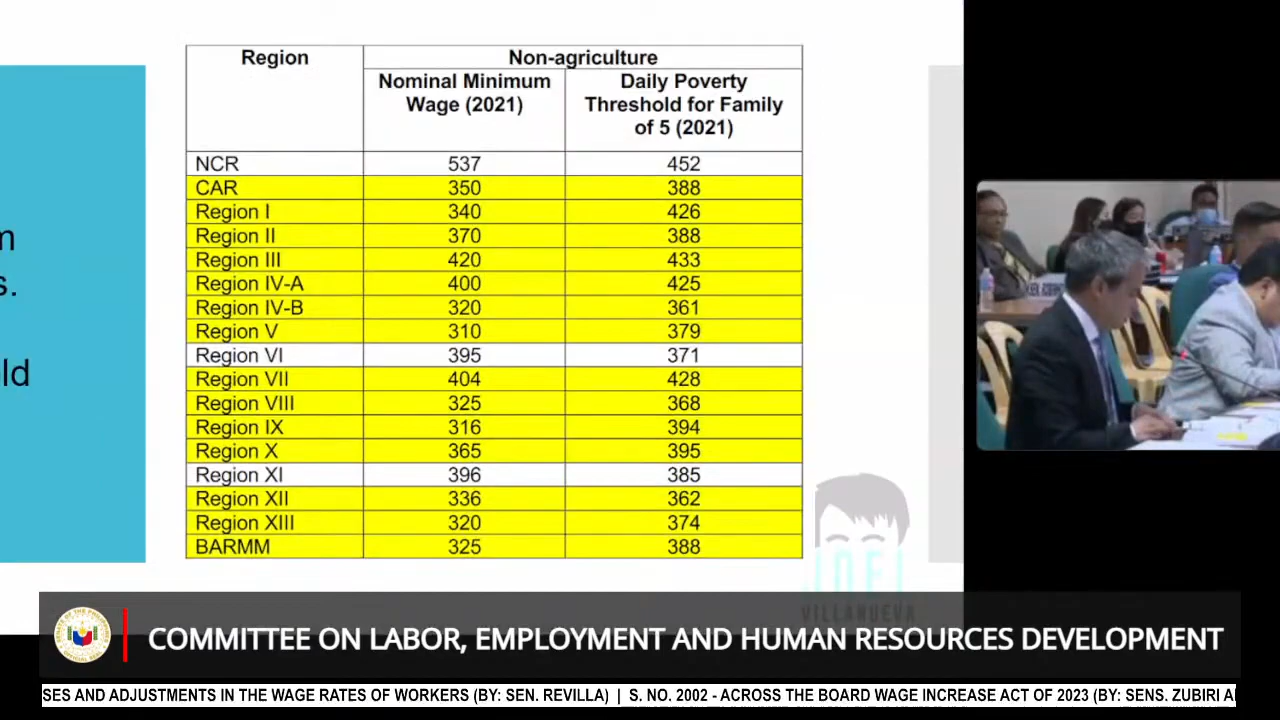 Region Non-agriculture
Nominal Minimum Wage (2021) Daily Poverty Threshold for Family of 5 (2021)
NCR 537 452
CAR 350 388
Region I 340 426
Region II 370 388
Region III 420 433
Region IV-A 400 425
Region IV-B 320 361
Region V 310 379
Region VI 395 371
Region VII 404 428
Region VIII 325 368
Region IX 316 394
Region X 365 395
Region XI 396 385
Region XII 336 362
Region XIII 320 374
BARMM 325 388
m
s.
ld
JOEL
VILLANUEVA
COMMITTEE ON LABOR, EMPLOYMENT AND HUMAN RESOURCES DEVELOPMENT
SES AND ADJUSTMENTS IN THE WAGE RATES OF WORKERS (BY: SEN. REVILLA) | S. NO. 2002 - ACROSS THE BOARD WAGE INCREASE ACT OF 2023 (BY: SENS. ZUBIRI A